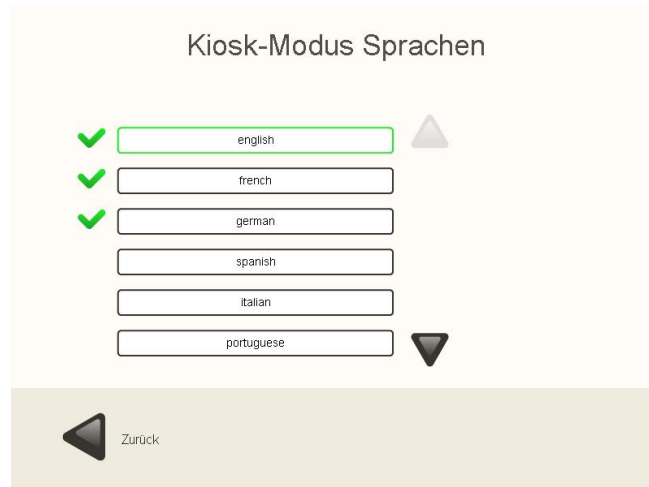 Kiosk-Modus Sprachen
english
french
german
spanish
italian
portuguese
Zurück